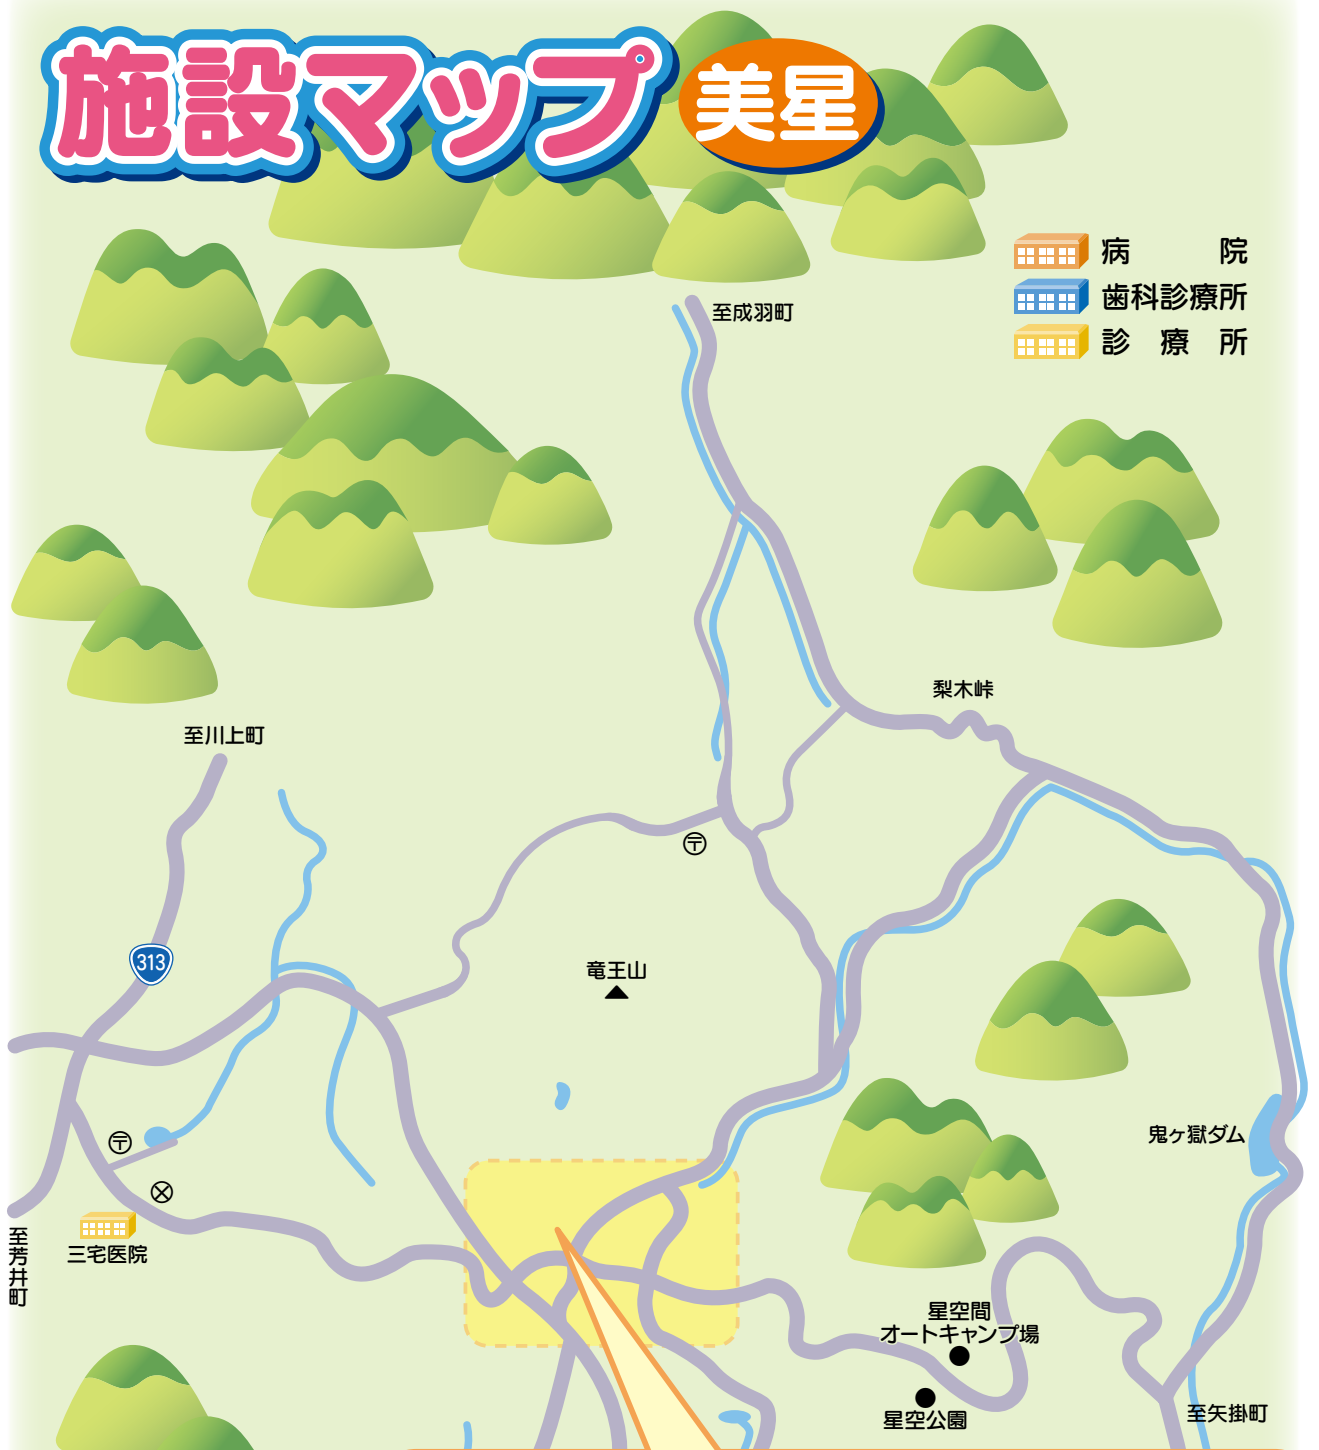 施設マップ 美星
病院
歯科診療所
診療所
至成羽町
梨木峠
至川上町
313
竜王山
鬼ヶ獄ダム
三宅医院
至芳井町
星空間
オートキャンプ場
星空公園
至矢掛町